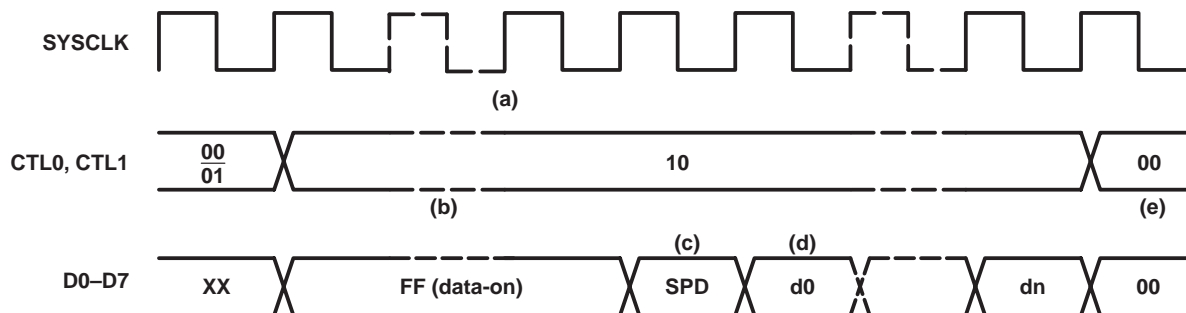 SYSCLK
(a)
CTL0, CTL1
00
01
10
00
(b)
(e)
(c)
(d)
D0–D7
XX
FF (data-on)
SPD
d0
dn
00